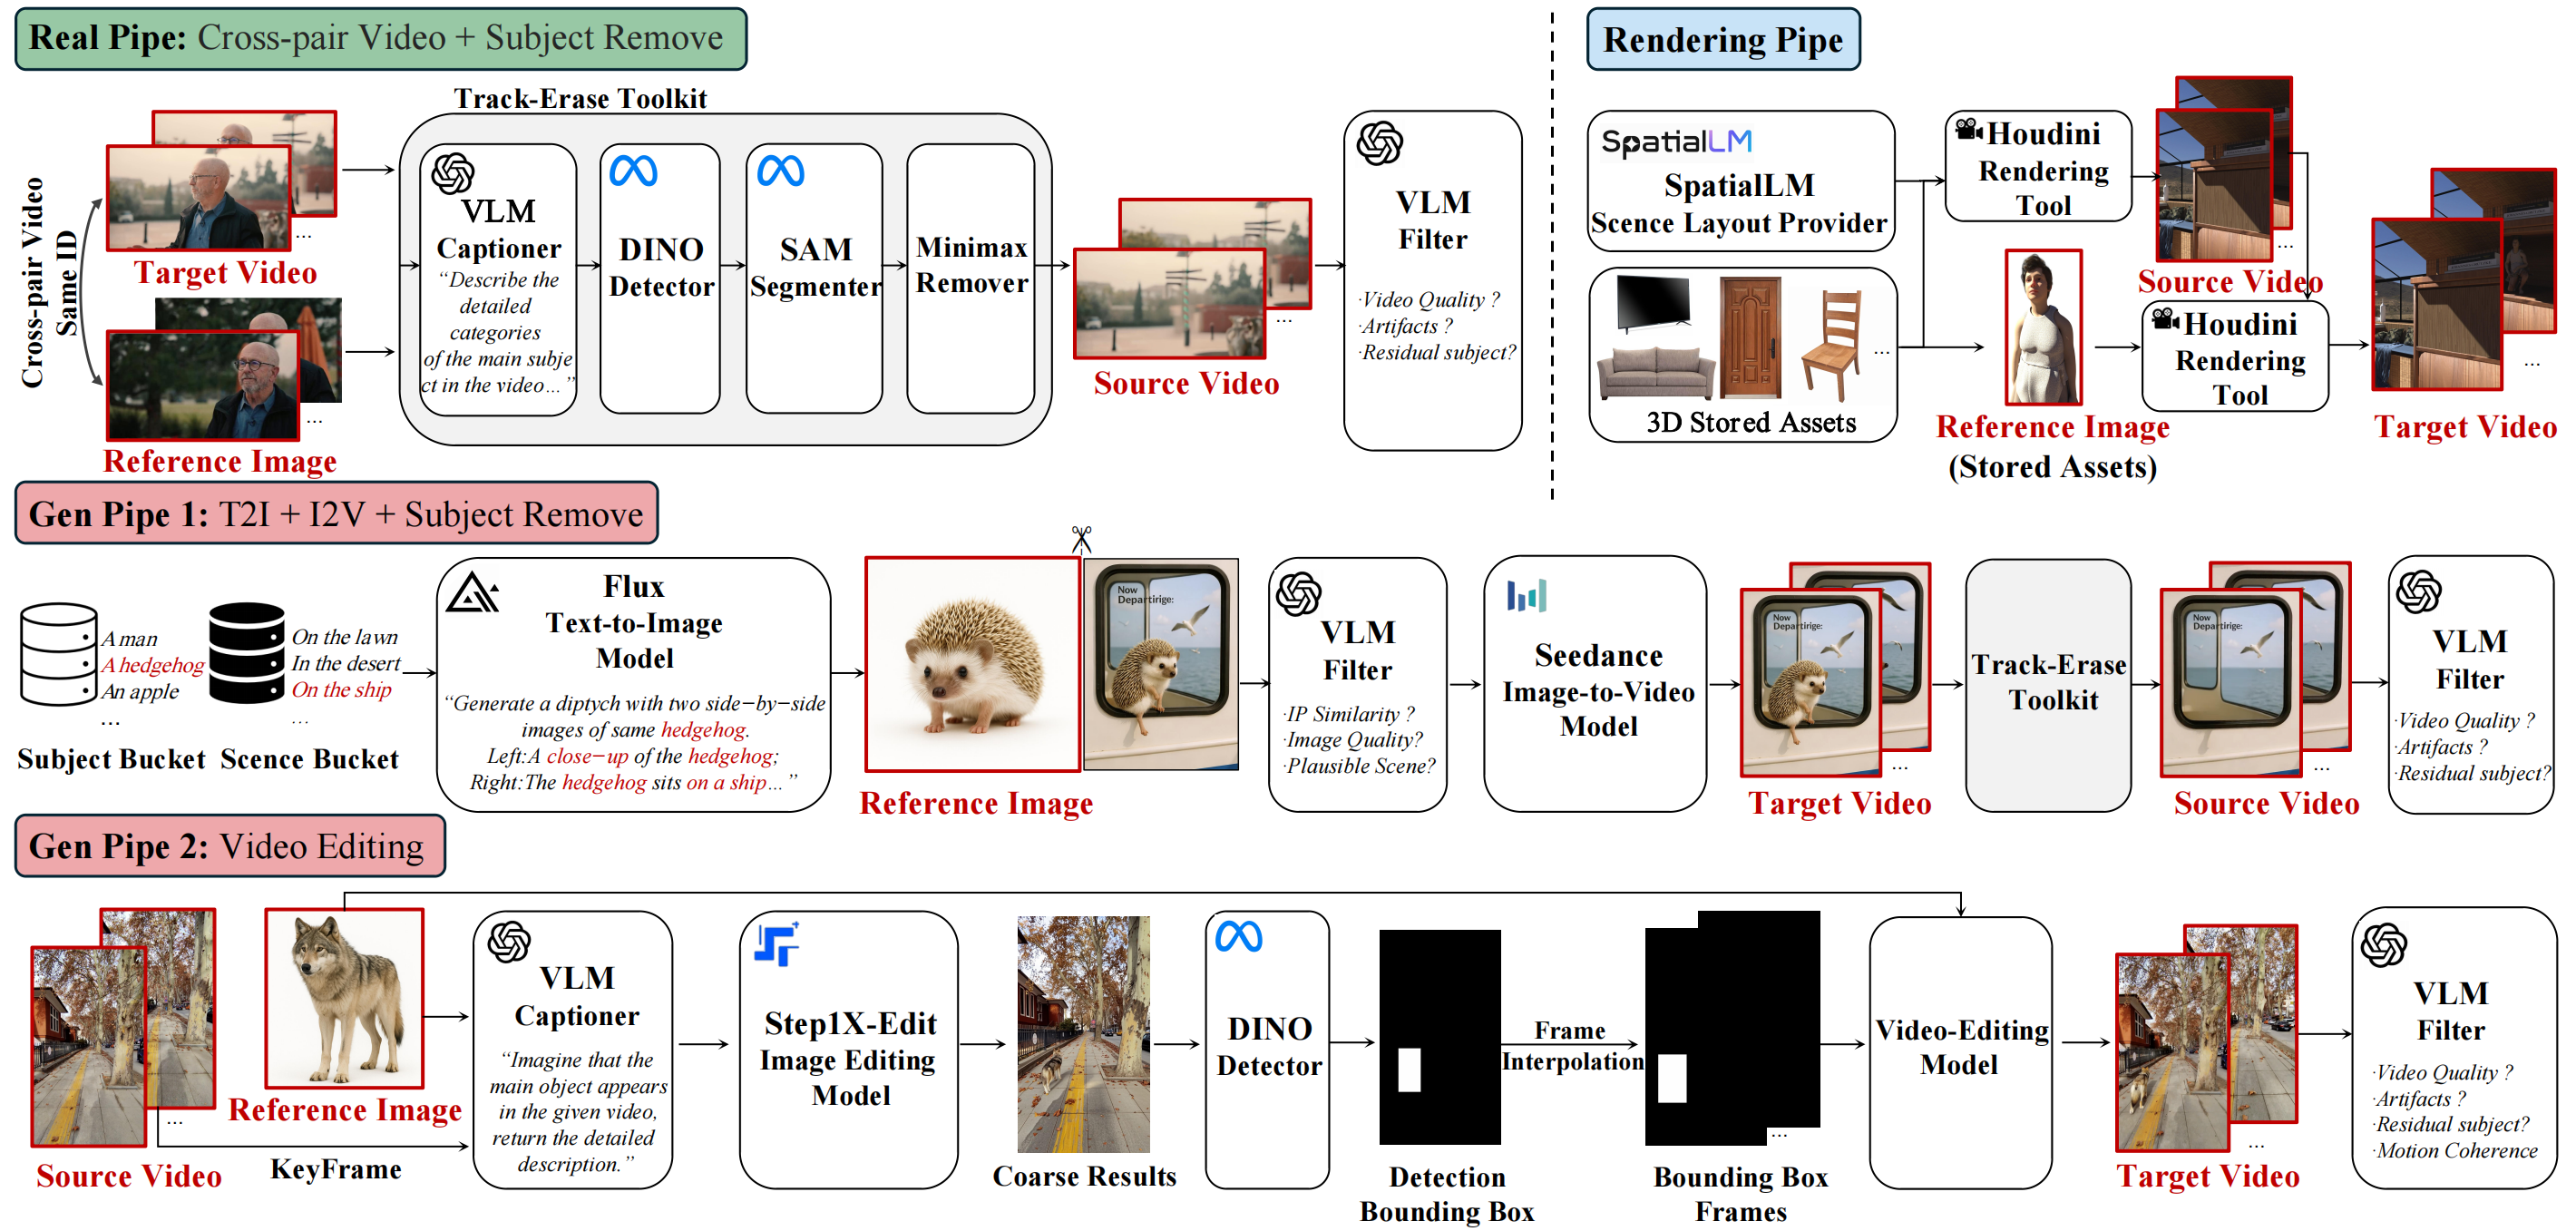 Real Pipe: Cross-pair Video + Subject Remove
Cross-pair Video
Same ID
Target Video
...
Reference Image
...
Track-Erase Toolkit
VLM
Captioner
“Describe the
detailed
categories
of the main subje
ct in the video...”
DINO
Detector
SAM
Segmenter
Minimax
Remover
Source Video
...
VLM
Filter
·Video Quality ?
·Artifacts ?
·Residual subject?
Rendering Pipe
SpatialLM
SpatialLM
Scence Layout Provider
3D Stored Assets
...
Houdini
Rendering
Tool
Source Video
...
Reference Image
(Stored Assets)
Houdini
Rendering
Tool
Target Video
...
Gen Pipe 1: T2I + I2V + Subject Remove
A man
A hedgehog
An apple
...
Subject Bucket
On the lawn
In the desert
On the ship
...
Scence Bucket
Flux
Text-to-Image
Model
“Generate a diptych with two side−by−side
images of same hedgehog.
Left:A close−up of the hedgehog;
Right:The hedgehog sits on a ship...”
Reference Image
Now
Departirige:
VLM
Filter
·IP Similarity ?
·Image Quality?
·Plausible Scene?
Seedance
Image-to-Video
Model
Now
Departirige:
Target Video
...
Track-Erase
Toolkit
Now
Departirige:
Source Video
...
VLM
Filter
·Video Quality ?
·Artifacts ?
·Residual subject?
Gen Pipe 2: Video Editing
Source Video
...
Reference Image
KeyFrame
VLM
Captioner
“Imagine that the
main object appears
in the given video,
return the detailed
description.”
Step1X-Edit
Image Editing
Model
Coarse Results
DINO
Detector
Detection
Bounding Box
Frame
Interpolation
...
Bounding Box
Frames
Video-Editing
Model
Target Video
...
VLM
Filter
·Video Quality ?
·Artifacts ?
·Residual subject?
·Motion Coherence